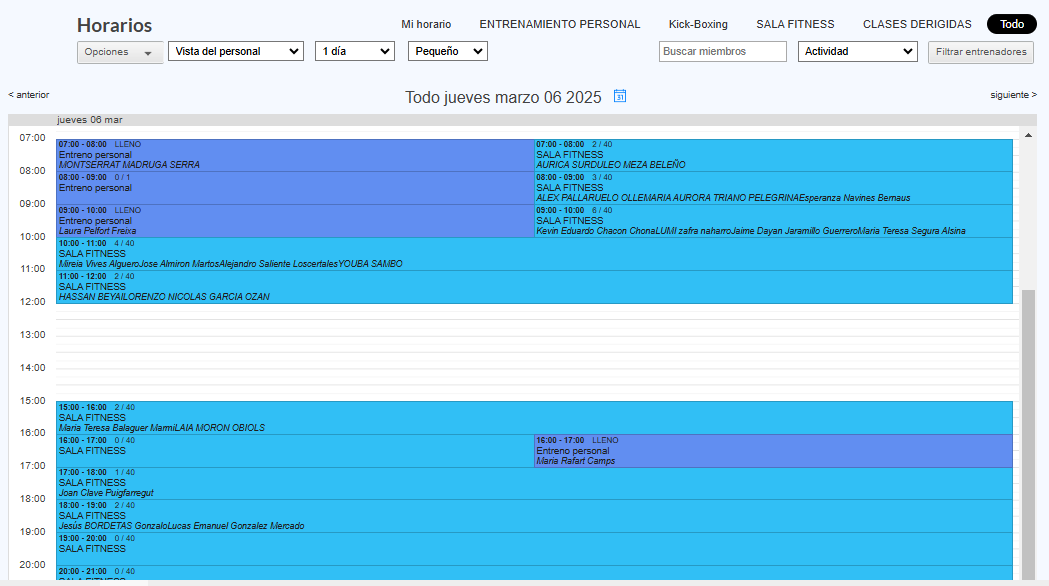 Horarios
Mi horario ENTRENAMIENTO PERSONAL Kick-Boxing SALA FITNESS CLASES DERIGIDAS Todo
Opciones Vista del personal 1 día Pequeño Buscar miembros Actividad Filtrar entrenadores
< anterior Todo jueves marzo 06 2025 31 siguiente >
jueves 06 mar
07:00
07:00 - 08:00 LLENO
Entreno personal
MONTSERRAT MADRUGA SERRA
07:00 - 08:00 2 / 40
SALA FITNESS
AURICA SURDULEO MEZA BELEÑO
08:00
08:00 - 09:00 0 / 1
Entreno personal
08:00 - 09:00 3 / 40
SALA FITNESS
ALEX PALLARUELO OLLEMARIA AURORA TRIANO PELEGRINAEsperanza Navines Bernaus
09:00
09:00 - 10:00 LLENO
Entreno personal
Laura Pelfort Freixa
09:00 - 10:00 6 / 40
SALA FITNESS
Kevin Eduardo Chacon ChonaLUMI zafra naharroJaime Dayan Jaramillo GuerreroMaria Teresa Segura Alsina
10:00
10:00 - 11:00 4 / 40
SALA FITNESS
Mireia Vives AlgueroJose Almiron MartosAlejandro Saliente LoscertalesYOUBA SAMBO
11:00
11:00 - 12:00 2 / 40
SALA FITNESS
HASSAN BEYAILORENZO NICOLAS GARCIA OZAN
12:00
13:00
14:00
15:00
15:00 - 16:00 2 / 40
SALA FITNESS
Maria Teresa Balaguer MarmiLAIA MORON OBIOLS
16:00
16:00 - 17:00 0 / 40
SALA FITNESS
16:00 - 17:00 LLENO
Entreno personal
Maria Rafart Camps
17:00
17:00 - 18:00 1 / 40
SALA FITNESS
Joan Clave Puigfarregut
18:00
18:00 - 19:00 2 / 40
SALA FITNESS
Jesús BORDETAS GonzaloLucas Emanuel Gonzalez Mercado
19:00
19:00 - 20:00 0 / 40
SALA FITNESS
20:00
20:00 - 21:00 0 / 40
SALA FITNESS